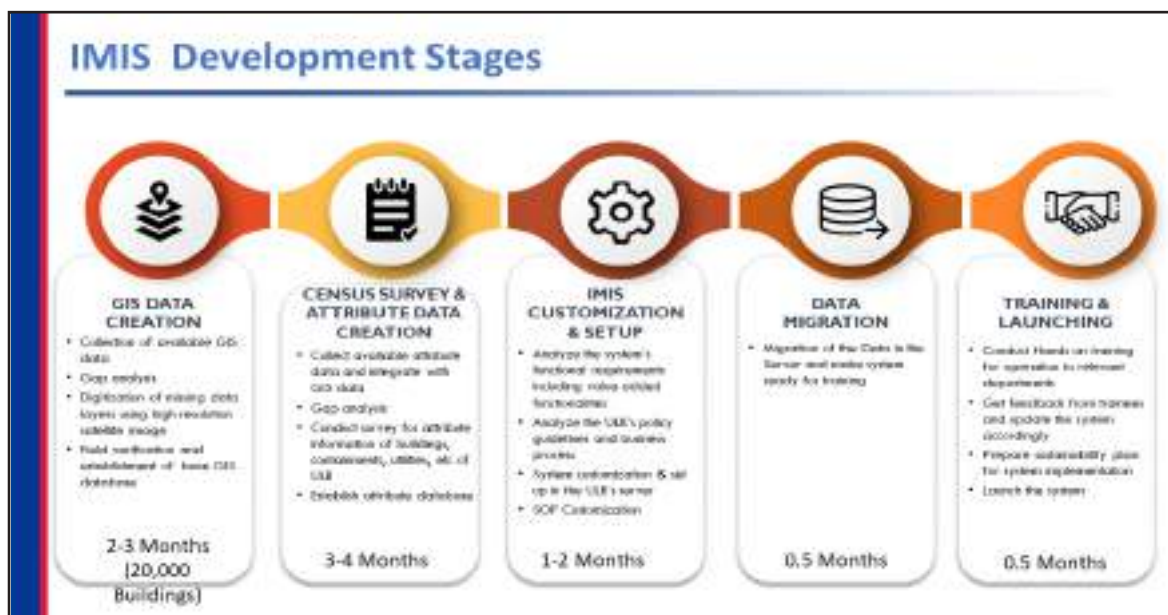 IMIS Development Stages
GIS DATA
CREATION
• Collection of available GIS
data
• Gap analysis
• Digitization of missing data
layers using high resolution
satellite image
• Field verification and
establishment of base GIS
database
2-3 Months
(20,000
Buildings)
CENSUS SURVEY &
ATTRIBUTE DATA
CREATION
• Collect available attribute
data and integrate with
GIS data
• Gap analysis
• Conduct survey for attribute
information of buildings,
containments, utilities, etc of
ULB
• Establish attribute database
3-4 Months
IMIS
CUSTOMIZATION
& SETUP
• Analyze the system's
functional requirements
including value added
functionalities
• Analyze the ULB's policy
guidelines and business
process
• System customization & set
up in the ULB's server
• SOP Customization
1-2 Months
DATA
MIGRATION
• Migration of the Data in the
Server and make system
ready for training
0.5 Months
TRAINING &
LAUNCHING
• Conduct Hands on training
for operation to relevant
departments
• Get feedback from trainees
and update the system
accordingly
• Prepare sustainability plan
for system implementation
• Launch the system
0.5 Months